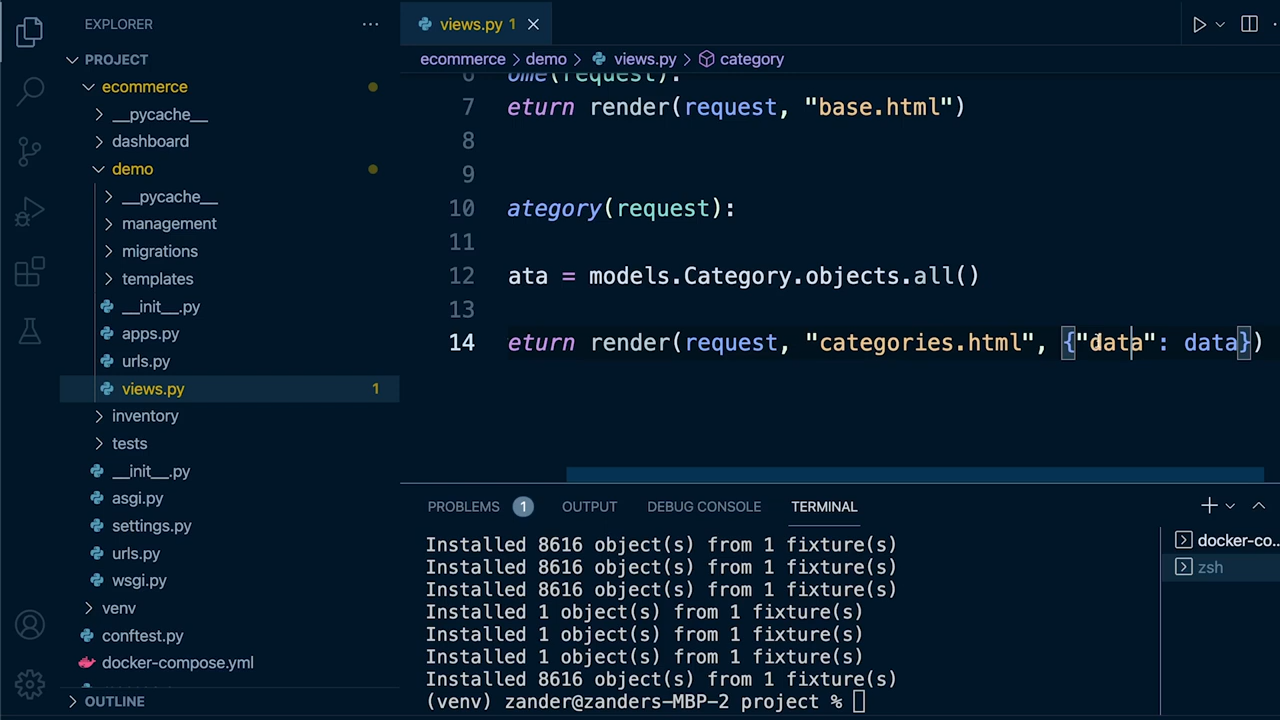 EXPLORER
PROJECT
ecommerce
__pycache__
dashboard
demo
__pycache__
management
migrations
templates
__init__.py
apps.py
urls.py
views.py 1
inventory
tests
__init__.py
asgi.py
settings.py
urls.py
wsgi.py
venv
conftest.py
docker-compose.yml
OUTLINE
views.py 1
ecommerce > demo > views.py > category
6 ome(request):
7 eturn render(request, "base.html")
8
9
10 ategory(request):
11
12 ata = models.Category.objects.all()
13
14 eturn render(request, "categories.html", {"data": data})
PROBLEMS 1 OUTPUT DEBUG CONSOLE TERMINAL
Installed 8616 object(s) from 1 fixture(s)
Installed 8616 object(s) from 1 fixture(s)
Installed 8616 object(s) from 1 fixture(s)
Installed 1 object(s) from 1 fixture(s)
Installed 1 object(s) from 1 fixture(s)
Installed 1 object(s) from 1 fixture(s)
Installed 8616 object(s) from 1 fixture(s)
(venv) zander@zanders-MBP-2 project %
docker-co...
zsh